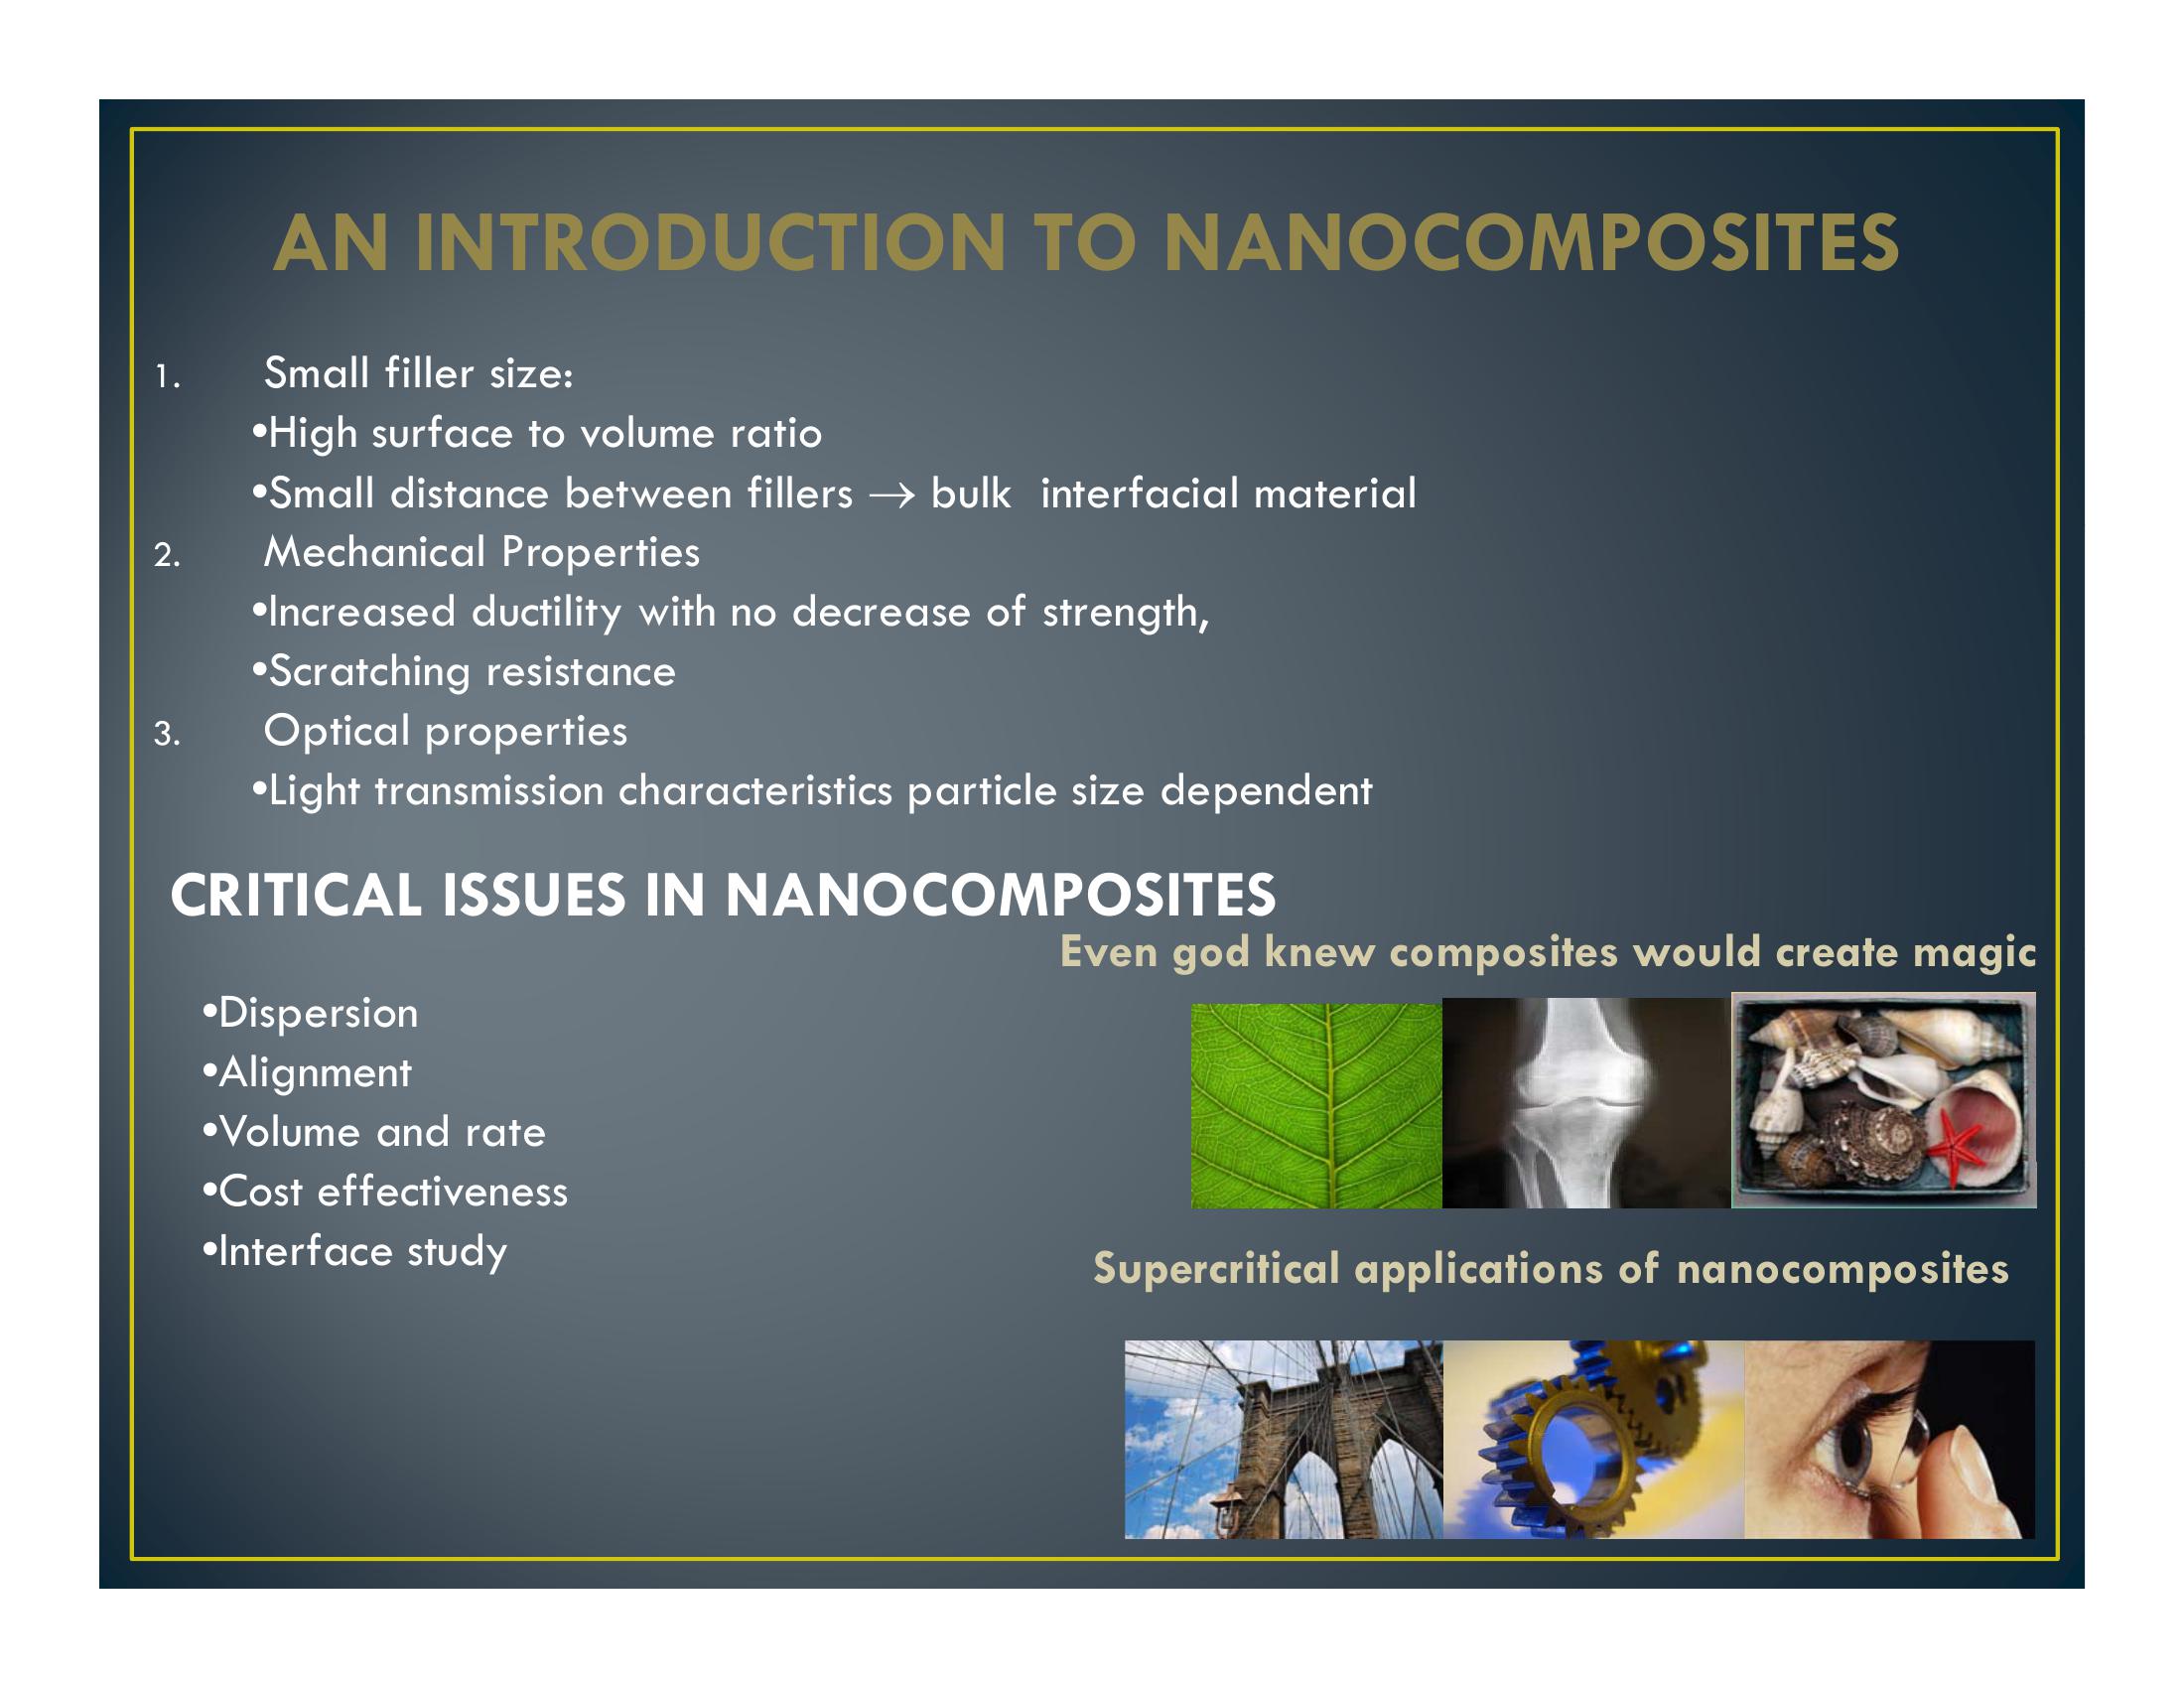 AN INTRODUCTION TO NANOCOMPOSITES
1. Small filler size:
•High surface to volume ratio
•Small distance between fillers → bulk  interfacial material
2. Mechanical Properties
•Increased ductility with no decrease of strength,
•Scratching resistance
3. Optical properties
•Light transmission characteristics particle size dependent
CRITICAL ISSUES IN NANOCOMPOSITES
•Dispersion
•Alignment
•Volume and rate
•Cost effectiveness
•Interface study
Even god knew composites would create magic
Supercritical applications of nanocomposites